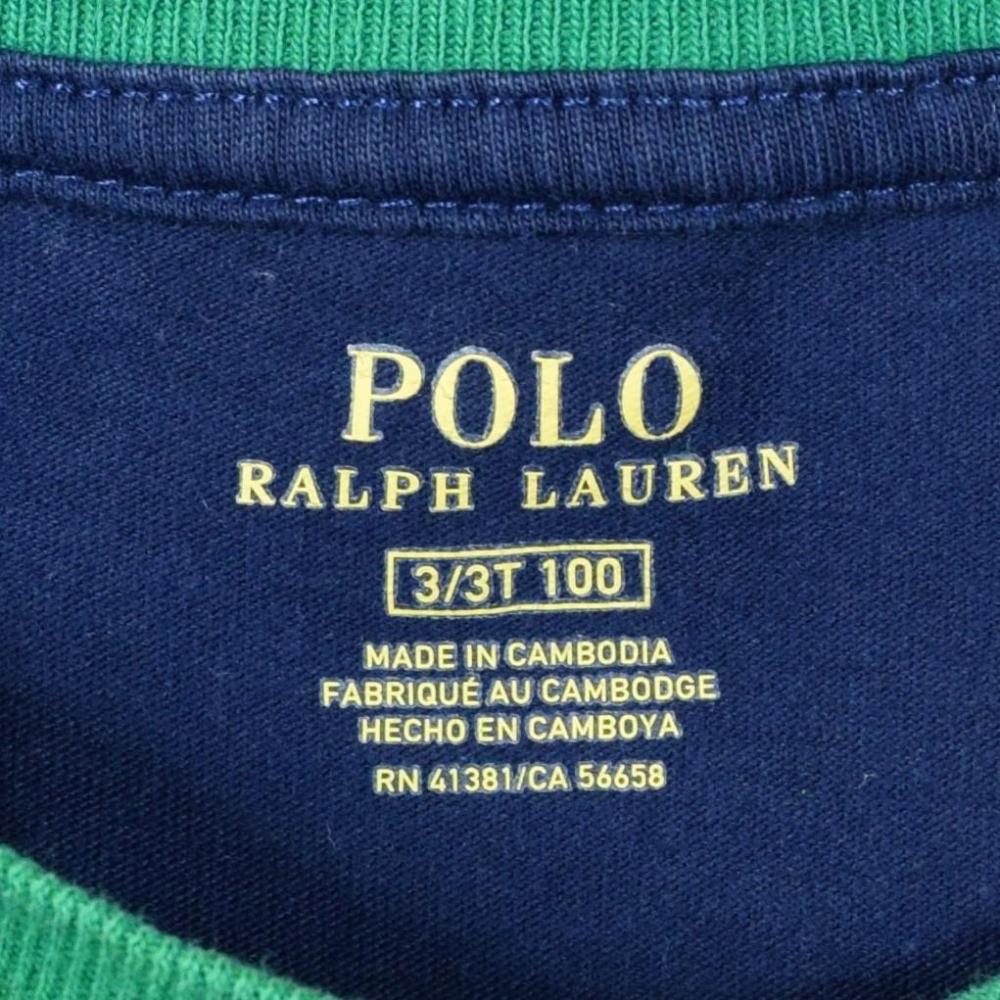 POLO
RALPH LAUREN
3/3T 100
MADE IN CAMBODIA
FABRIQUÉ AU CAMBODGE
HECHO EN CAMBOYA
RN 41381/CA 56658